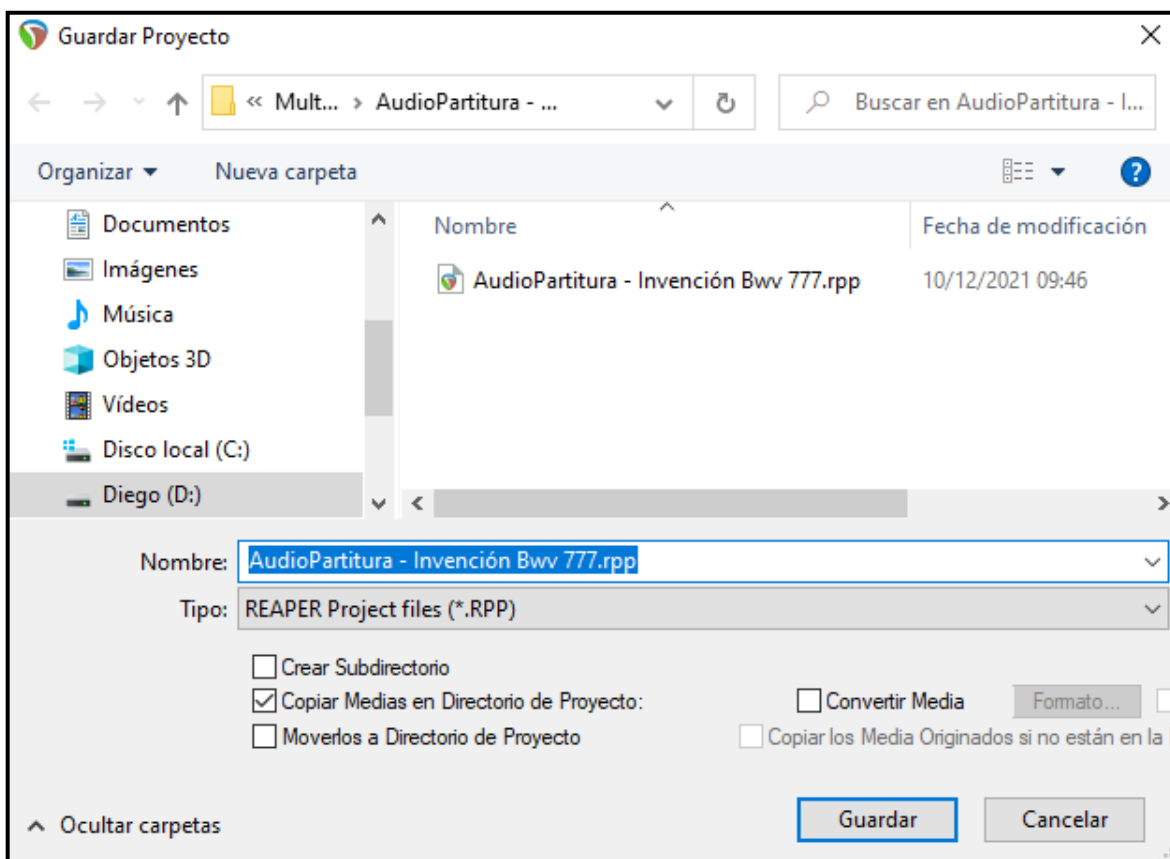 Guardar Proyecto
« Mult... › AudioPartitura - ...
Buscar en AudioPartitura - I...
Organizar
Nueva carpeta
Nombre
Fecha de modificación
Documentos
AudioPartitura - Invención Bwv 777.rpp
10/12/2021 09:46
Imágenes
Música
Objetos 3D
Vídeos
Disco local (C:)
Diego (D:)
Nombre: AudioPartitura - Invención Bwv 777.rpp
Tipo: REAPER Project files (*.RPP)
Crear Subdirectorio
Copiar Medias en Directorio de Proyecto:
Convertir Media
Formato...
Moverlos a Directorio de Proyecto
Copiar los Media Originados si no están en la
Ocultar carpetas
Guardar
Cancelar